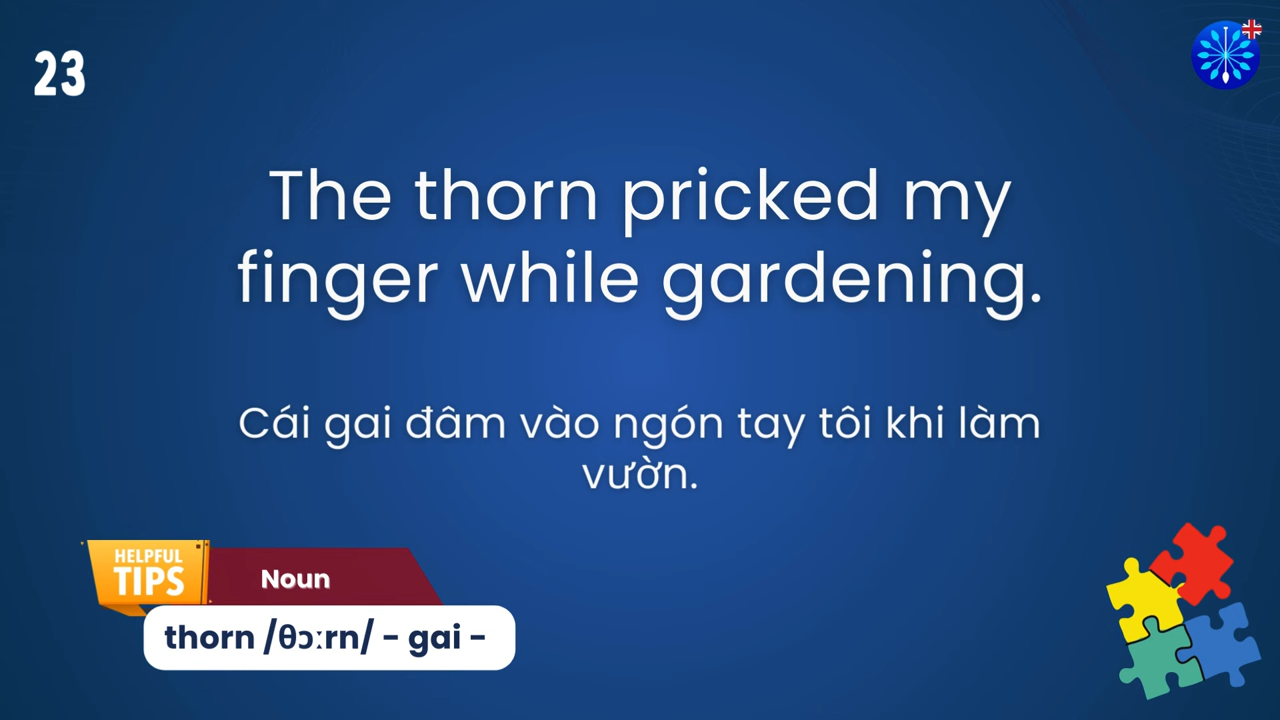 23
The thorn pricked my
finger while gardening.
Cái gai đâm vào ngón tay tôi khi làm
vườn.
HELPFUL
TIPS
Noun
thorn /θɔːrn/ - gai -